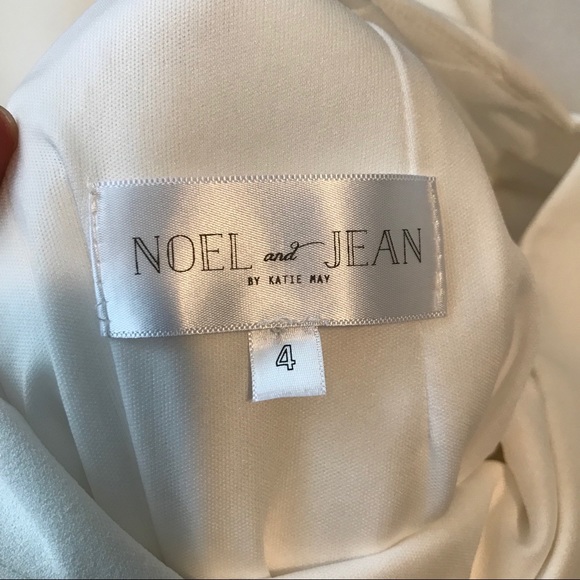 NOEL and JEAN
BY KATIE MAY
4